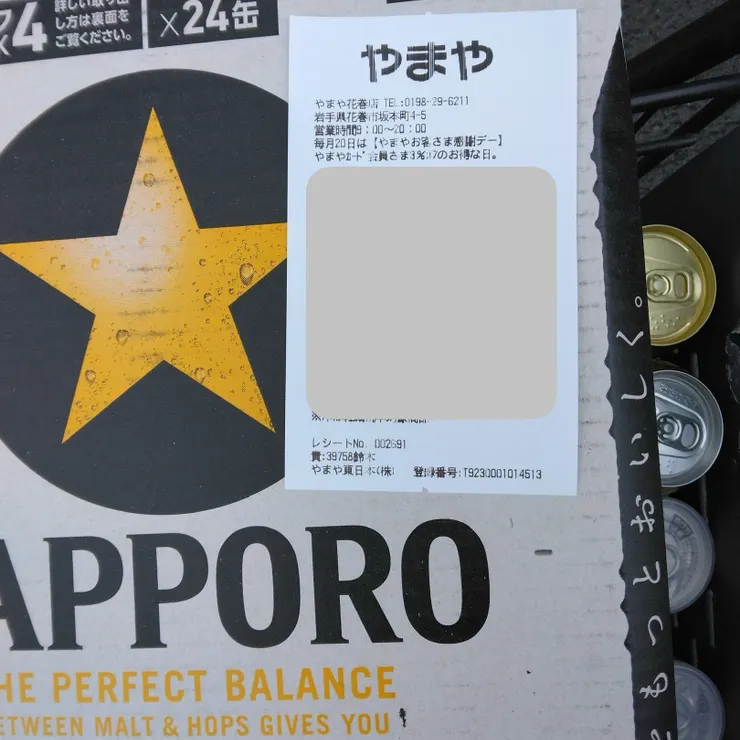 ×4
詳しい取り出
し方は裏面を
ご覧ください。
×24缶
やまや
やまや花巻店 TEL:0198-29-6211
岩手県花巻市坂本町4-5
営業時間9:00〜20:00
毎月20日は【やまやお客さま感謝デー】
やまやカード会員さま3%オフのお得な日。
レシートNo. 002691
責:39758鈴木
やまや東日本(株) 登録番号:T9230001014513
APPORO
HE PERFECT BALANCE
ETWEEN MALT & HOPS GIVES YOU